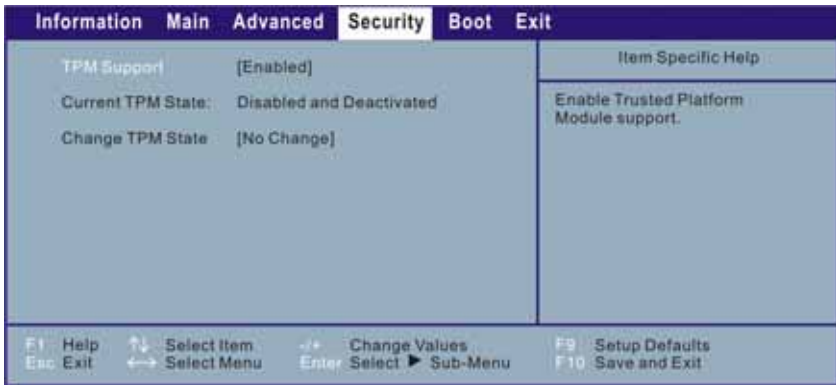 Information Main Advanced Security Boot Exit
TPM Support [Enabled]
Item Specific Help
Current TPM State: Disabled and Deactivated
Enable Trusted Platform
Module support.
Change TPM State [No Change]
F1 Help ↑↓ Select Item -/+ Change Values F9 Setup Defaults
Esc Exit ←→ Select Menu Enter Select ▶ Sub-Menu F10 Save and Exit